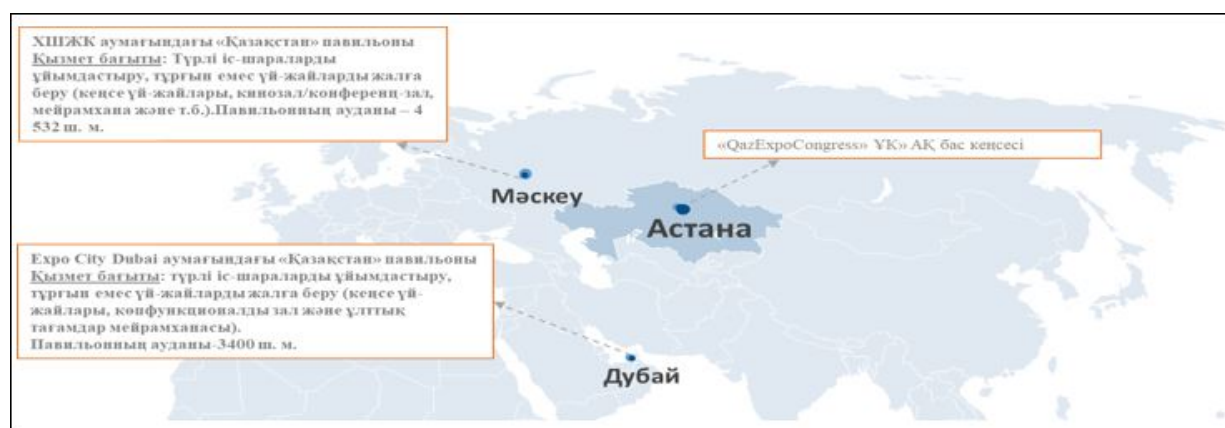 ХШЖК аумағындағы «Қазақстан» павильоны
Қызмет бағыты: Түрлі іс-шараларды
ұйымдастыру, тұрғын емес үй-жайларды жалға
беру (кеңсе үй-жайлары, кинозал/конференц-зал,
мейрамхана және т.б.).Павильонның ауданы – 4
532 ш. м.
«QazExpoCongress» ҰК» АҚ бас кеңсесі
Мәскеу
Астана
Expo City Dubai аумағындағы «Қазақстан» павильоны
Қызмет бағыты: түрлі іс-шараларды ұйымдастыру,
тұрғын емес үй-жайларды жалға беру (кеңсе үй-
жайлары, көпфункционалды зал және ұлттық
тағамдар мейрамханасы).
Павильонның ауданы-3400 ш. м.
Дубай